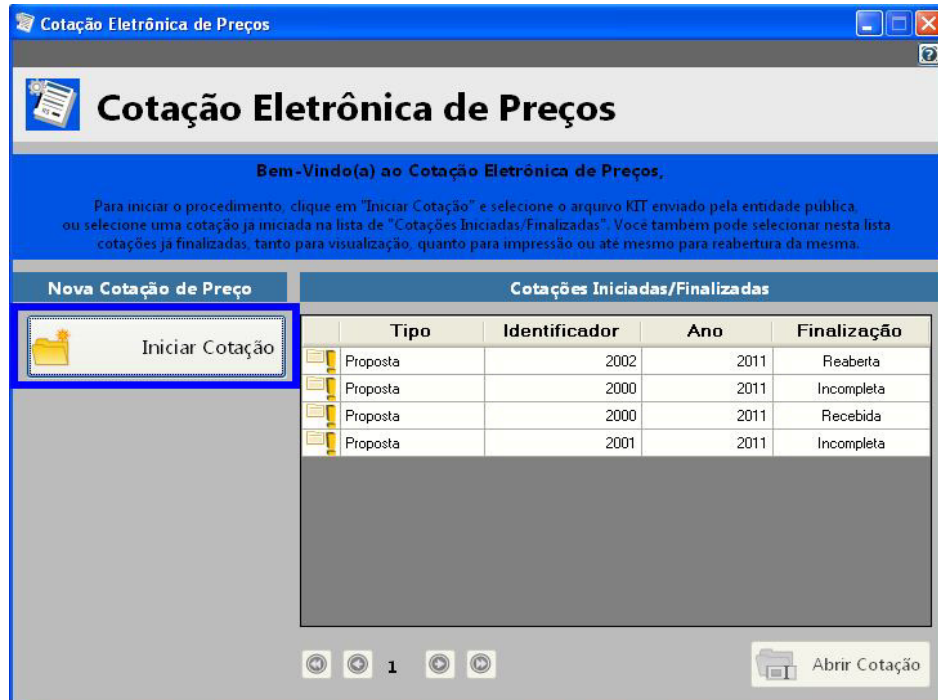 Cotação Eletrônica de Preços
Cotação Eletrônica de Preços
Bem-Vindo(a) ao Cotação Eletrônica de Preços,
Para iniciar o procedimento, clique em "Iniciar Cotação" e selecione o arquivo KIT enviado pela entidade pública,
ou selecione uma cotação já iniciada na lista de "Cotações Iniciadas/Finalizadas". Você também pode selecionar nesta lista
cotações já finalizadas, tanto para visualização, quanto para impressão ou até mesmo para reabertura da mesma.
Nova Cotação de Preço
Iniciar Cotação
Cotações Iniciadas/Finalizadas
Tipo Identificador Ano Finalização
Proposta 2002 2011 Reaberta
Proposta 2000 2011 Incompleta
Proposta 2000 2011 Recebida
Proposta 2001 2011 Incompleta
1
Abrir Cotação